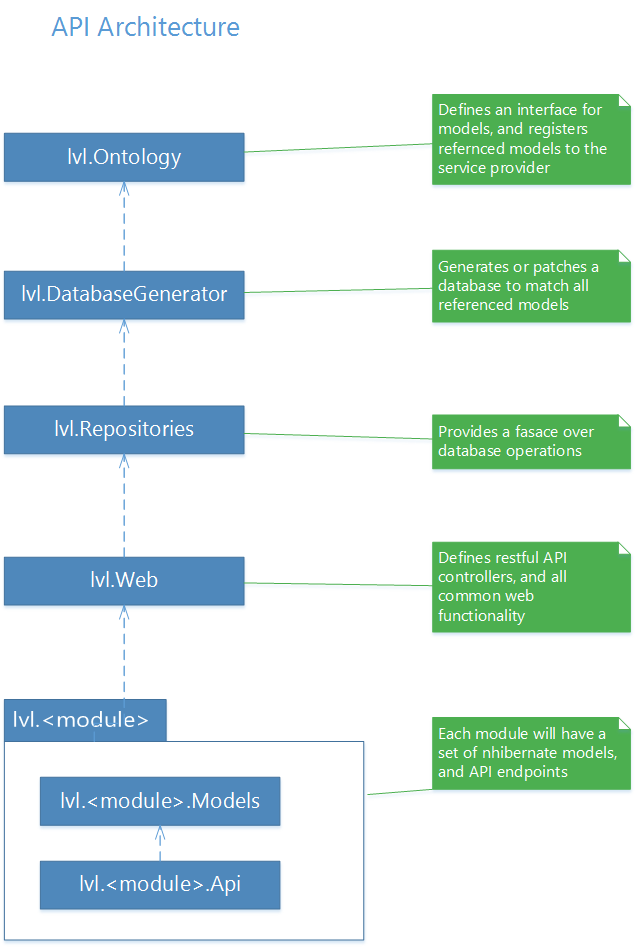 API Architecture
lvl.Ontology
Defines an interface for
models, and registers
refernced models to the
service provider
lvl.DatabaseGenerator
Generates or patches a
database to match all
referenced models
lvl.Repositories
Provides a fasace over
database operations
lvl.Web
Defines restful API
controllers, and all
common web
functionality
lvl.<module>
Each module will have a
set of nhibernate models,
and API endpoints
lvl.<module>.Models
lvl.<module>.Api